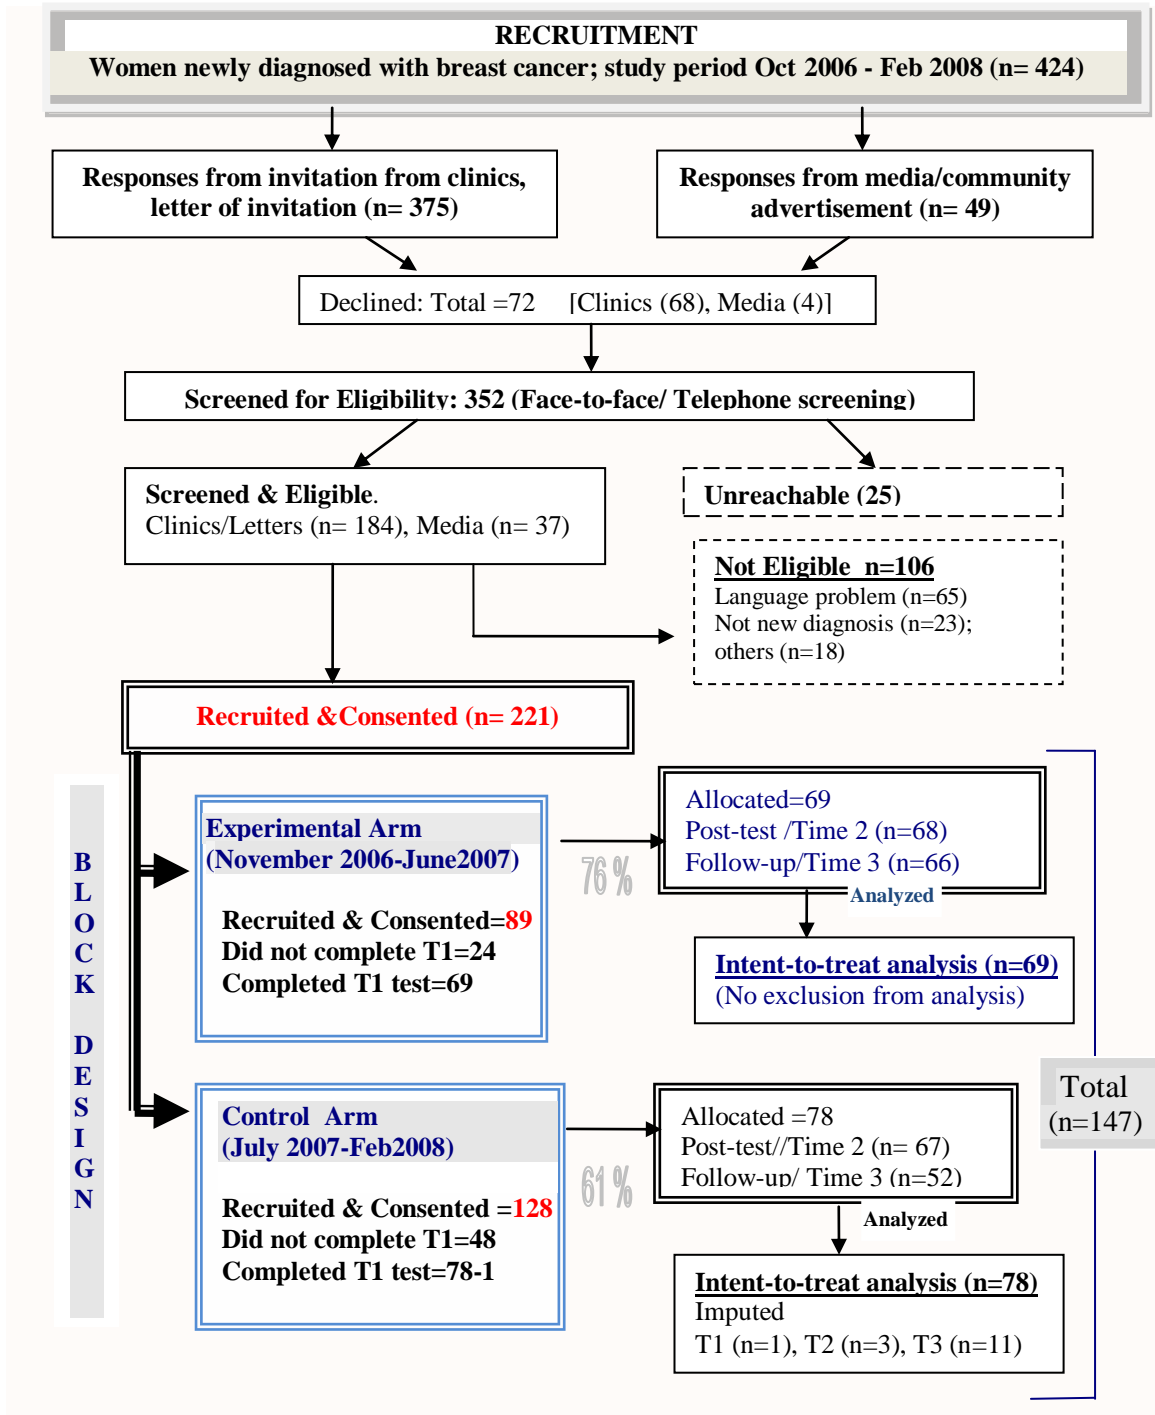 RECRUITMENT
Women newly diagnosed with breast cancer; study period Oct 2006 - Feb 2008 (n= 424)
Responses from invitation from clinics,
letter of invitation (n= 375)
Responses from media/community
advertisement (n= 49)
Declined: Total =72 [Clinics (68), Media (4)]
Screened for Eligibility: 352 (Face-to-face/ Telephone screening)
Screened & Eligible.
Clinics/Letters (n= 184), Media (n= 37)
Unreachable (25)
Not Eligible n=106
Language problem (n=65)
Not new diagnosis (n=23);
others (n=18)
Recruited &Consented (n= 221)
BLOCK DESIGN
Experimental Arm
(November 2006-June2007)
Recruited & Consented=89
Did not complete T1=24
Completed T1 test=69
76%
Allocated=69
Post-test /Time 2 (n=68)
Follow-up/Time 3 (n=66)
Analyzed
Intent-to-treat analysis (n=69)
(No exclusion from analysis)
Control Arm
(July 2007-Feb2008)
Recruited & Consented =128
Did not complete T1=48
Completed T1 test=78-1
61%
Allocated =78
Post-test//Time 2 (n= 67)
Follow-up/ Time 3 (n=52)
Analyzed
Intent-to-treat analysis (n=78)
Imputed
T1 (n=1), T2 (n=3), T3 (n=11)
Total
(n=147)